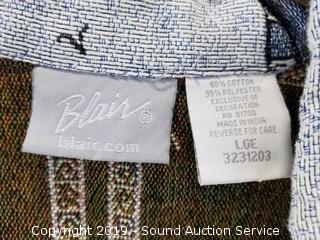 Blair®
blair.com
65% COTTON
35% POLYESTER
EXCLUSIVE OF
DECORATION
RN 81700
MADE IN INDIA
REVERSE FOR CARE
LGE
3231203
Copyright 2019 - Sound Auction Service